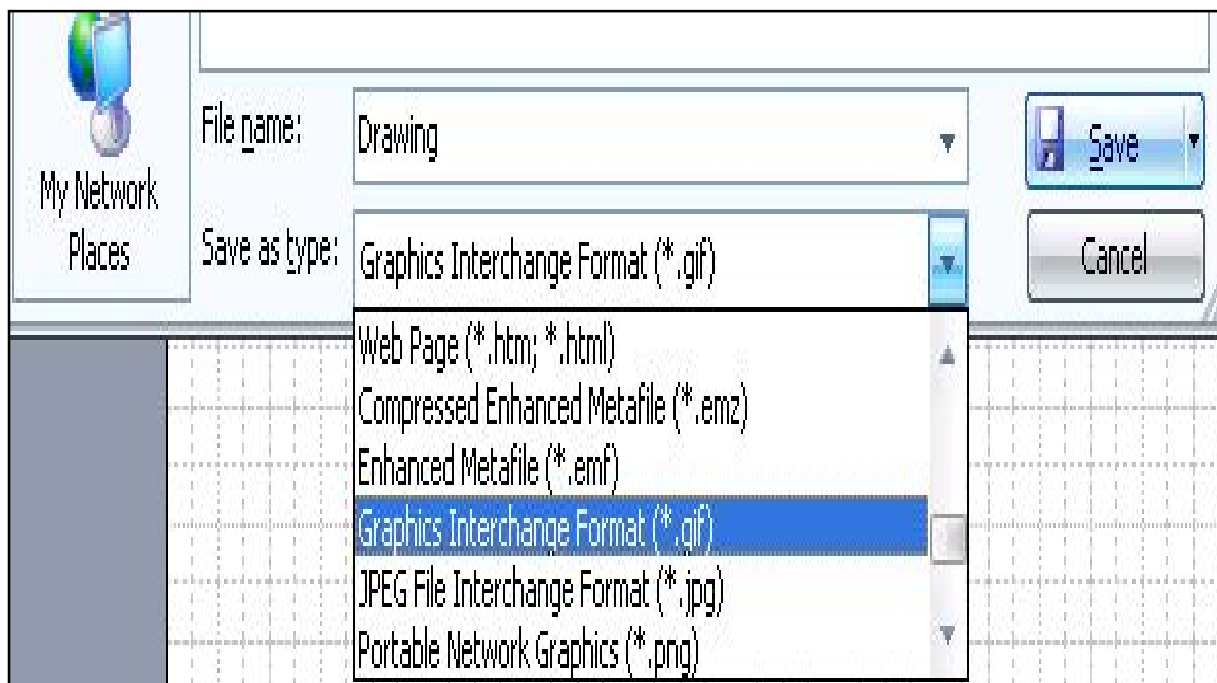 My Network
Places
File name:
Drawing
Save
Save as type:
Graphics Interchange Format (*.gif)
Cancel
Web Page (*.htm; *.html)
Compressed Enhanced Metafile (*.emz)
Enhanced Metafile (*.emf)
Graphics Interchange Format (*.gif)
JPEG File Interchange Format (*.jpg)
Portable Network Graphics (*.png)